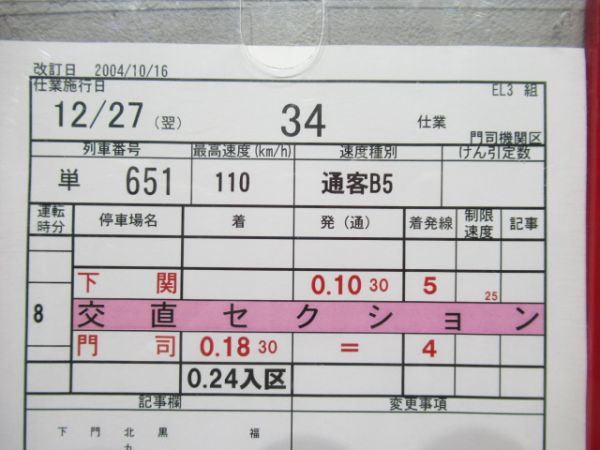 改訂日 2004/10/16
仕業施行日 EL3 組
12/27 (翌) 34 仕業
門司機関区
列車番号 最高速度(km/h) 速度種別 けん引定数
単 651 110 通客B5
運転時分 停車場名 着 発(通) 着発線 制限速度 記事
下関 0.10 30 5 25
8 交直セクション
門司 0.18 30 = 4
0.24入区
記事欄 変更事項
下 門 北 黒 福
九